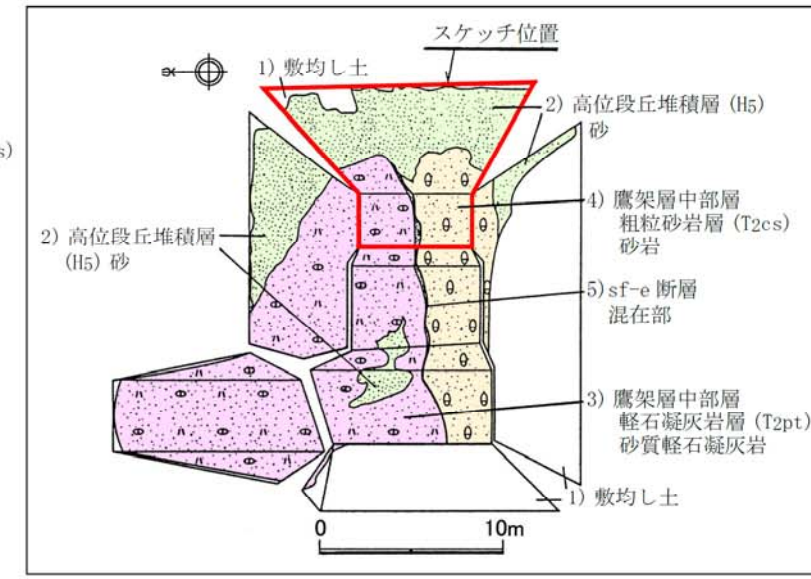 スケッチ位置
1) 敷均し土
2) 高位段丘堆積層 (H5)
砂
s)
4) 鷹架層中部層
粗粒砂岩層 (T2cs)
砂岩
2) 高位段丘堆積層
(H5) 砂
5)sf-e 断層
混在部
3) 鷹架層中部層
軽石凝灰岩層 (T2pt)
砂質軽石凝灰岩
1) 敷均し土
0 10m